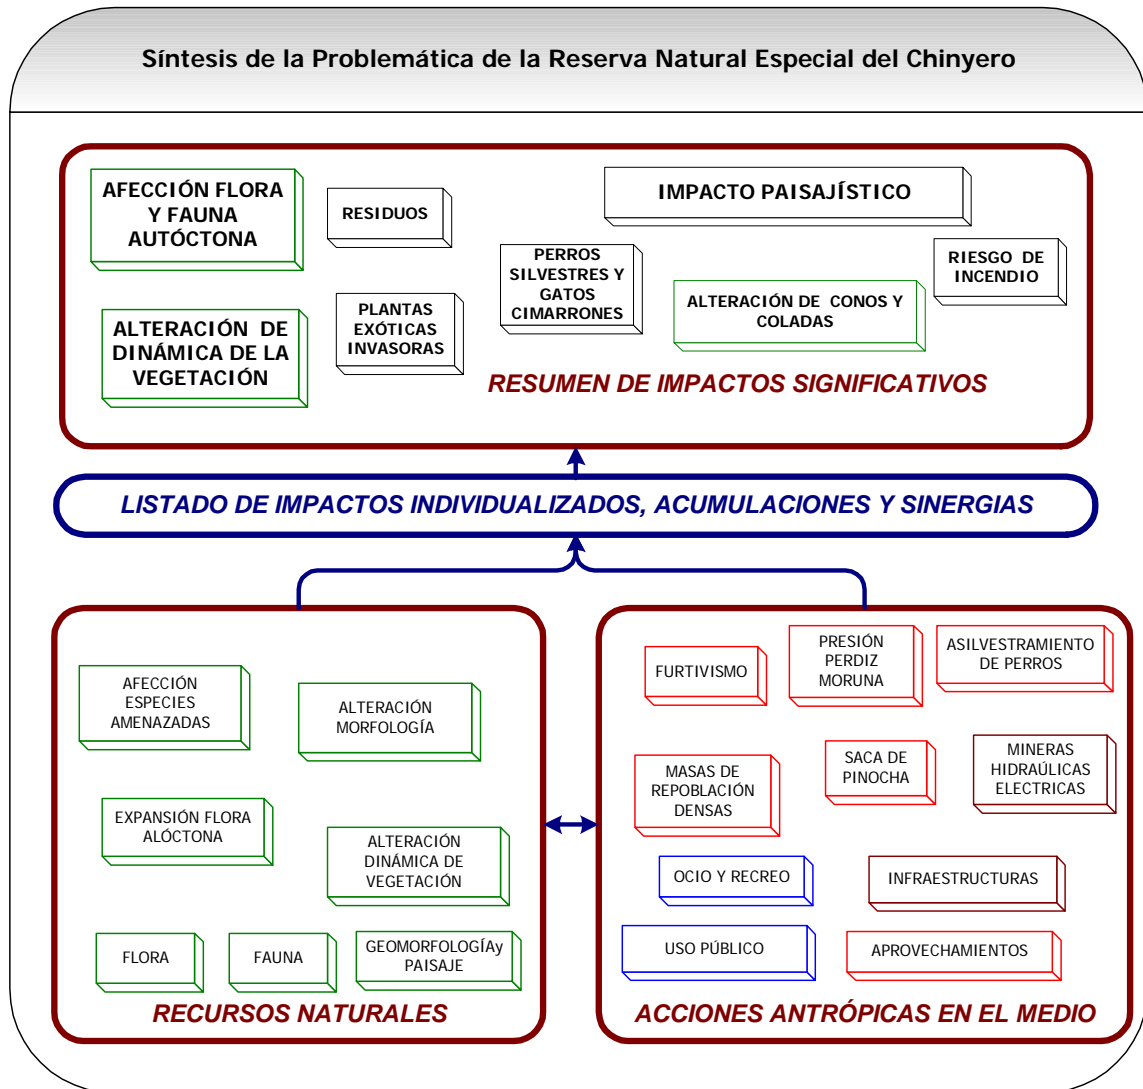 Síntesis de la Problemática de la Reserva Natural Especial del Chinyero
AFECCIÓN FLORA
Y FAUNA
AUTÓCTONA
RESIDUOS
IMPACTO PAISAJÍSTICO
PERROS
SILVESTRES Y
GATOS
CIMARRONES
RIESGO DE
INCENDIO
ALTERACIÓN DE
DINÁMICA DE LA
VEGETACIÓN
PLANTAS
EXÓTICAS
INVASORAS
ALTERACIÓN DE CONOS Y
COLADAS
RESUMEN DE IMPACTOS SIGNIFICATIVOS
LISTADO DE IMPACTOS INDIVIDUALIZADOS, ACUMULACIONES Y SINERGIAS
AFECCIÓN
ESPECIES
AMENAZADAS
ALTERACIÓN
MORFOLOGÍA
EXPANSIÓN FLORA
ALÓCTONA
ALTERACIÓN
DINÁMICA DE
VEGETACIÓN
FLORA
FAUNA
GEOMORFOLOGÍAy
PAISAJE
RECURSOS NATURALES
FURTIVISMO
PRESIÓN
PERDIZ
MORUNA
ASILVESTRAMIENTO
DE PERROS
MASAS DE
REPOBLACIÓN
DENSAS
SACA DE
PINOCHA
MINERAS
HIDRAÚLICAS
ELECTRICAS
OCIO Y RECREO
INFRAESTRUCTURAS
USO PÚBLICO
APROVECHAMIENTOS
ACCIONES ANTRÓPICAS EN EL MEDIO